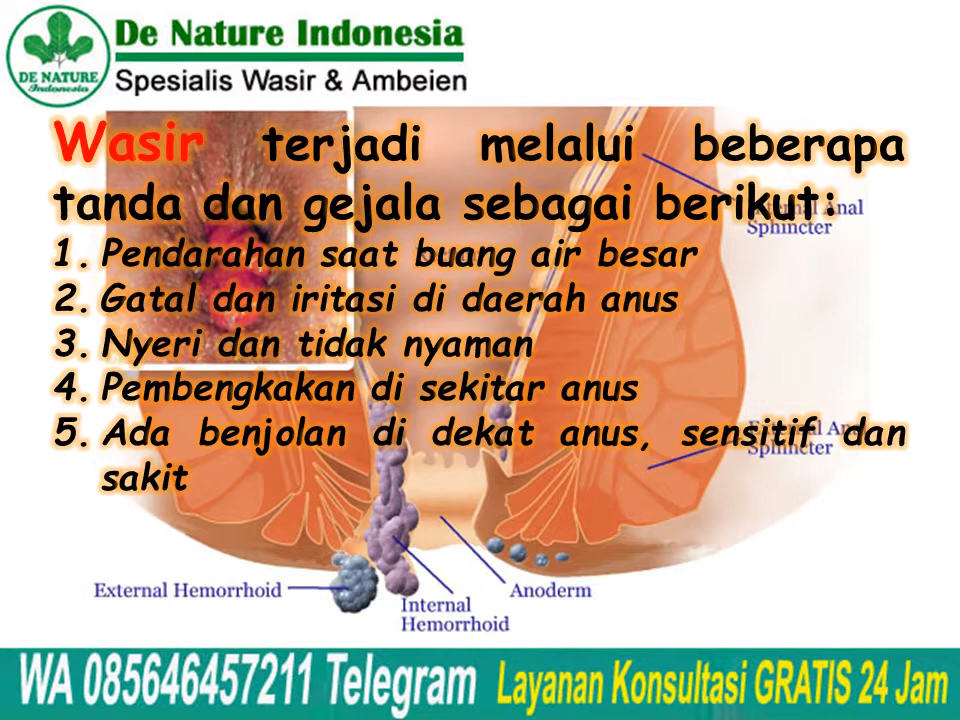 De Nature Indonesia
DE NATURE
Indonesia
Spesialis Wasir & Ambeien
Wasir terjadi melalui beberapa
tanda dan gejala sebagai berikut:
1. Pendarahan saat buang air besar
2. Gatal dan iritasi di daerah anus
3. Nyeri dan tidak nyaman
4. Pembengkakan di sekitar anus
5. Ada benjolan di dekat anus, sensitif dan
sakit
Anal
Sphincter
Sphincter
External Hemorrhoid
Internal
Hemorrhoid
Anoderm
WA 085646457211 Telegram Layanan Konsultasi GRATIS 24 Jam